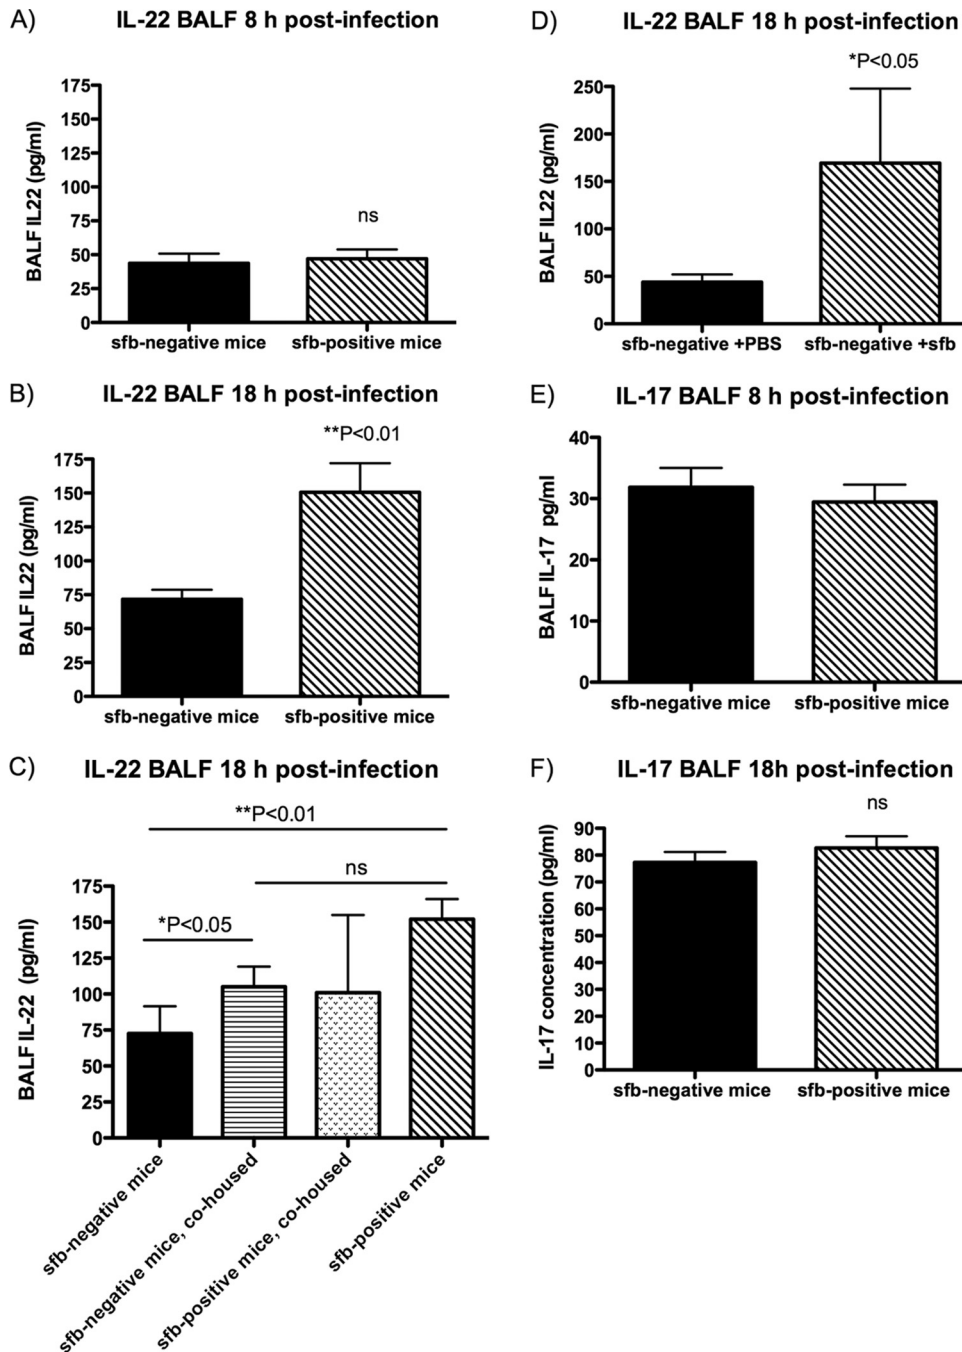 A) IL-22 BALF 8 h post-infection
BALF IL22 (pg/ml)
175
150
125
100
75
50
25
0
ns
sfb-negative mice sfb-positive mice
B) IL-22 BALF 18 h post-infection
**P<0.01
BALF IL22 (pg/ml)
175
150
125
100
75
50
25
0
sfb-negative mice sfb-positive mice
C) IL-22 BALF 18 h post-infection
**P<0.01
ns
*P<0.05
BALF IL-22 (pg/ml)
175
150
125
100
75
50
25
0
sfb-negative mice
sfb-negative mice, co-housed
sfb-positive mice, co-housed
sfb-positive mice
D) IL-22 BALF 18 h post-infection
*P<0.05
BALF IL22 (pg/ml)
250
200
150
100
50
0
sfb-negative +PBS sfb-negative +sfb
E) IL-17 BALF 8 h post-infection
BALF IL-17 pg/ml
40
30
20
10
0
sfb-negative mice sfb-positive mice
F) IL-17 BALF 18h post-infection
ns
IL-17 concentration (pg/ml)
90
80
70
60
50
40
30
20
10
0
sfb-negative mice sfb-positive mice